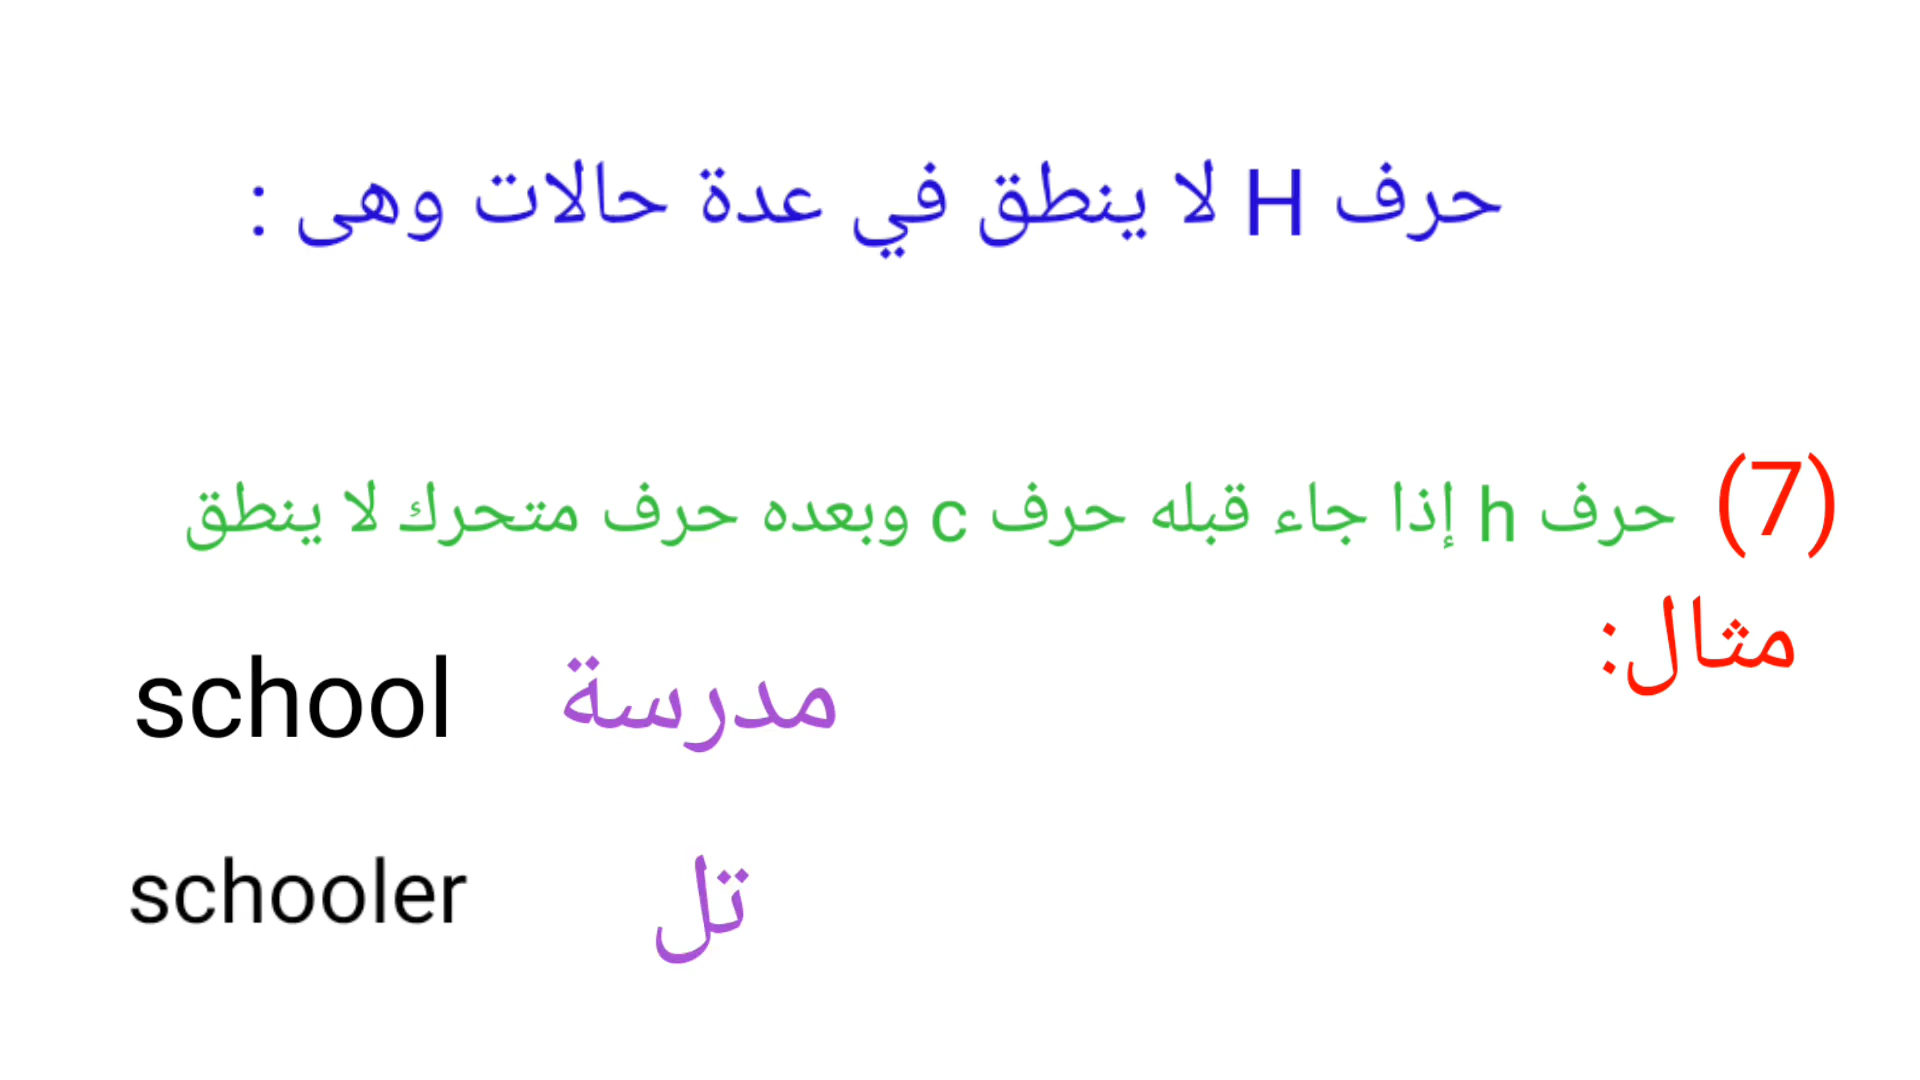 حرف H لا ينطق في عدة حالات وهى :
(7) حرف h إذا جاء قبله حرف c وبعده حرف متحرك لا ينطق
مثال:
school مدرسة
schooler تل